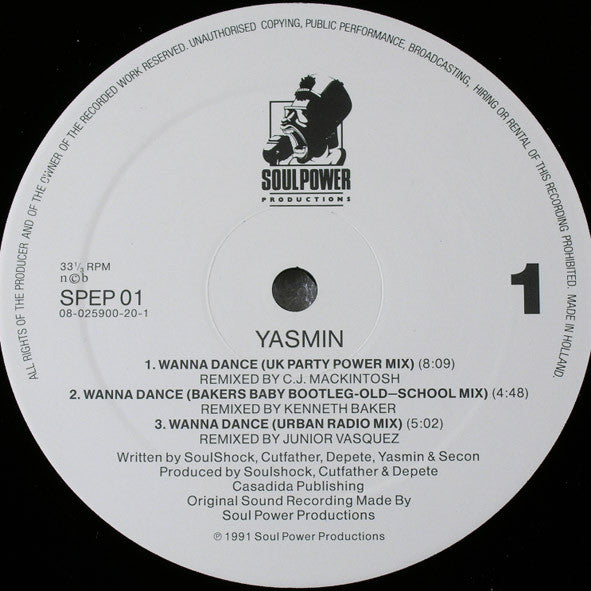 ALL RIGHTS OF THE PRODUCER AND OF THE OWNER OF THE RECORDED WORK RESERVED. UNAUTHORISED COPYING, PUBLIC PERFORMANCE, BROADCASTING, HIRING OR RENTAL OF THIS RECORDING PROHIBITED. MADE IN HOLLAND.
SOUL POWER
PRODUCTIONS
33⅓ RPM
n©b
SPEP 01
08-025900-20-1
1
YASMIN
1. WANNA DANCE (UK PARTY POWER MIX) (8:09)
REMIXED BY C.J. MACKINTOSH
2. WANNA DANCE (BAKERS BABY BOOTLEG-OLD—SCHOOL MIX) (4:48)
REMIXED BY KENNETH BAKER
3. WANNA DANCE (URBAN RADIO MIX) (5:02)
REMIXED BY JUNIOR VASQUEZ
Written by SoulShock, Cutfather, Depete, Yasmin & Secon
Produced by Soulshock, Cutfather & Depete
Casadida Publishing
Original Sound Recording Made By
Soul Power Productions
℗ 1991 Soul Power Productions